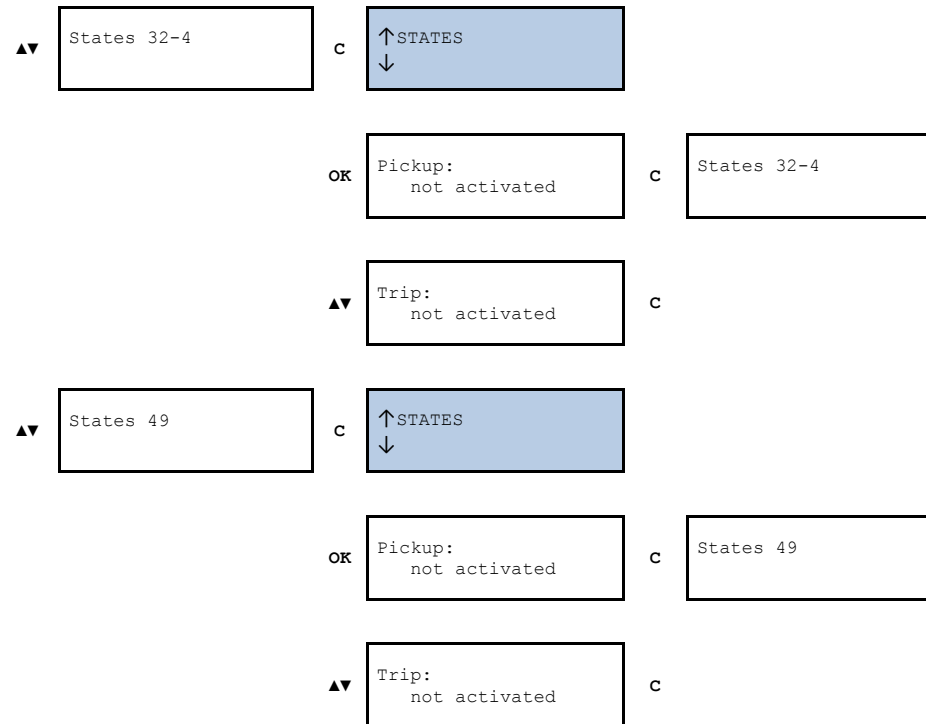 ▲▼ States 32-4 C ↑STATES
↓
OK Pickup: C States 32-4
not activated
▲▼ Trip: C
not activated
▲▼ States 49 C ↑STATES
↓
OK Pickup: C States 49
not activated
▲▼ Trip: C
not activated